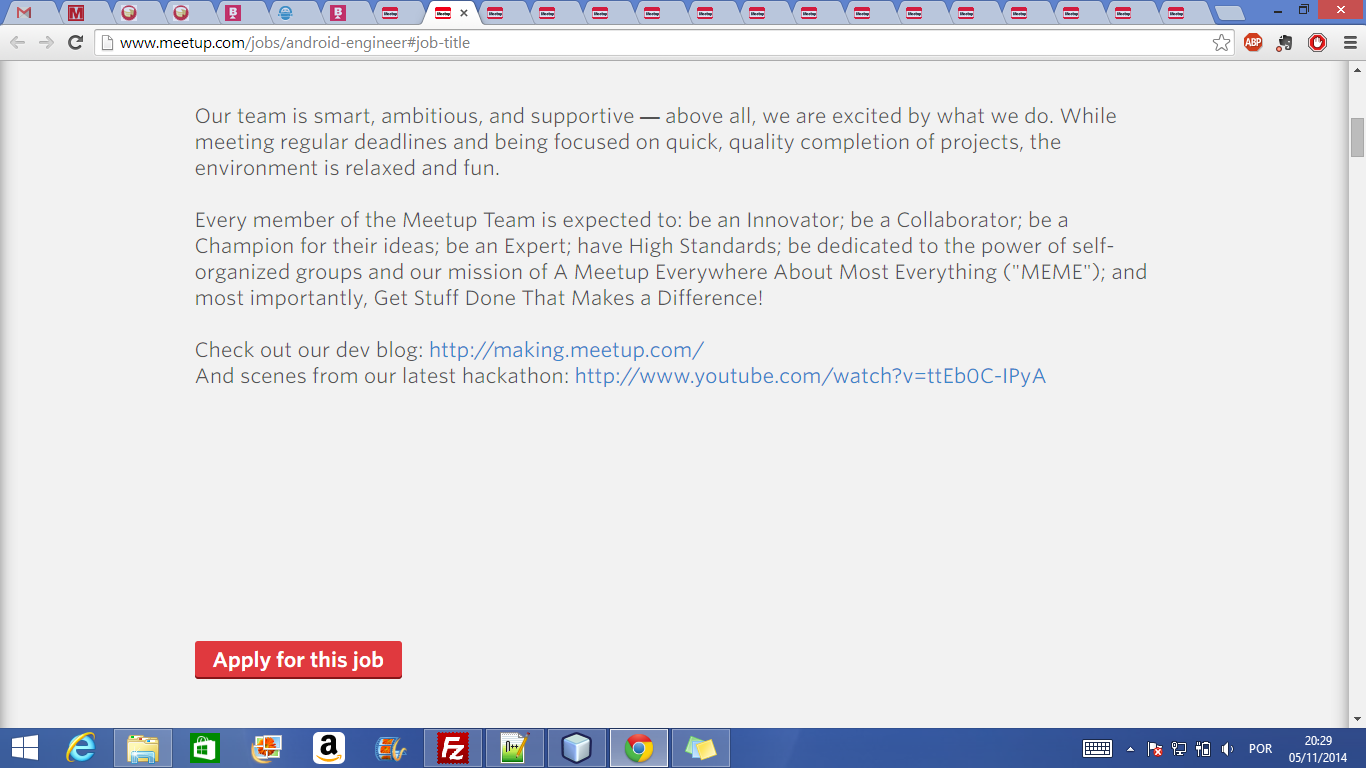 www.meetup.com/jobs/android-engineer#job-title
ABP
Our team is smart, ambitious, and supportive — above all, we are excited by what we do. While
meeting regular deadlines and being focused on quick, quality completion of projects, the
environment is relaxed and fun.
Every member of the Meetup Team is expected to: be an Innovator; be a Collaborator; be a
Champion for their ideas; be an Expert; have High Standards; be dedicated to the power of self-
organized groups and our mission of A Meetup Everywhere About Most Everything ("MEME"); and
most importantly, Get Stuff Done That Makes a Difference!
Check out our dev blog: http://making.meetup.com/
And scenes from our latest hackathon: http://www.youtube.com/watch?v=ttEb0C-IPyA
Apply for this job
POR
20:29
05/11/2014